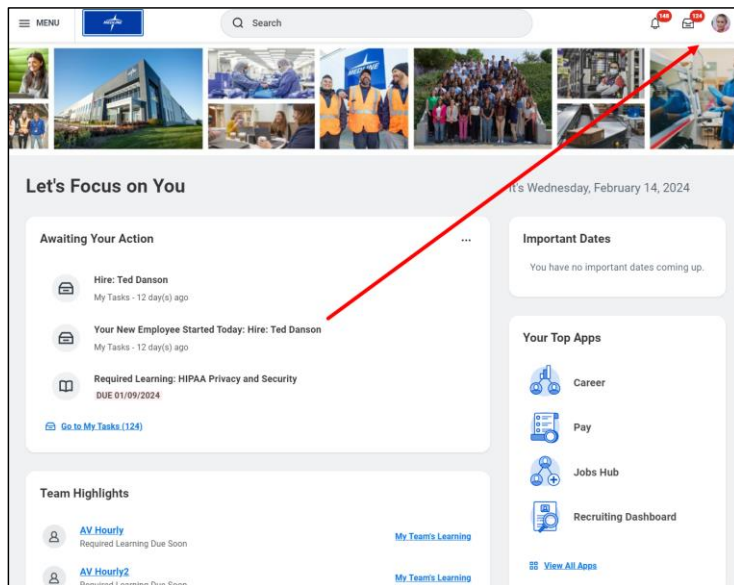 MENU
MEDLINE
Search
148
124
MEDLINE
Let's Focus on You
It's Wednesday, February 14, 2024
Awaiting Your Action
...
Hire: Ted Danson
My Tasks - 12 day(s) ago
Your New Employee Started Today: Hire: Ted Danson
My Tasks - 12 day(s) ago
Required Learning: HIPAA Privacy and Security
DUE 01/09/2024
Go to My Tasks (124)
Important Dates
You have no important dates coming up.
Your Top Apps
Career
Pay
Jobs Hub
Recruiting Dashboard
View All Apps
Team Highlights
AV Hourly
My Team's Learning
Required Learning Due Soon
AV Hourly2
My Team's Learning
Required Learning Due Soon